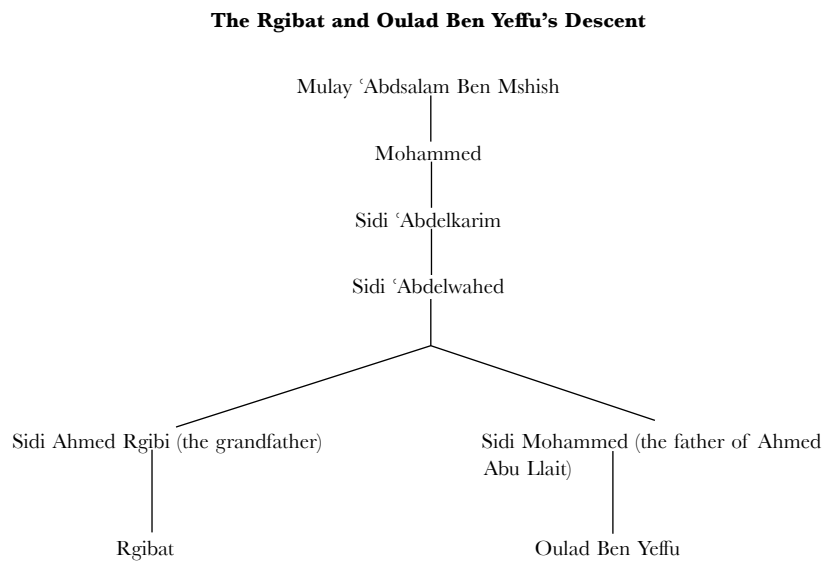 The Rgibat and Oulad Ben Yeffu’s Descent
Mulay ʿAbdsalam Ben Mshish
Mohammed
Sidi ʿAbdelkarim
Sidi ʿAbdelwahed
Sidi Ahmed Rgibi (the grandfather)
Sidi Mohammed (the father of Ahmed
Abu Llait)
Rgibat
Oulad Ben Yeffu